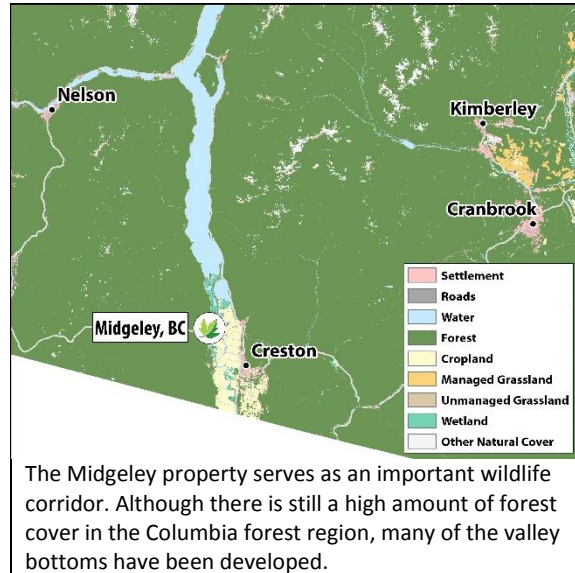 Nelson
Kimberley
Cranbrook
Midgeley, BC
Creston
Settlement
Roads
Water
Forest
Cropland
Managed Grassland
Unmanaged Grassland
Wetland
Other Natural Cover
The Midgeley property serves as an important wildlife
corridor. Although there is still a high amount of forest
cover in the Columbia forest region, many of the valley
bottoms have been developed.